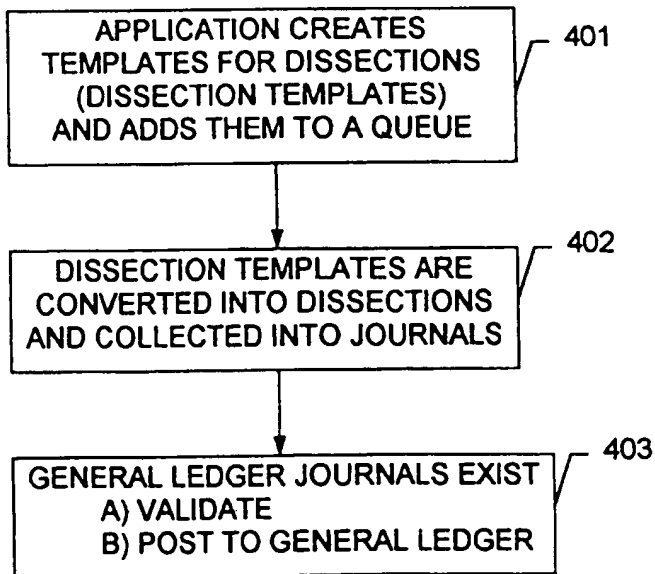 APPLICATION CREATES
TEMPLATES FOR DISSECTIONS
(DISSECTION TEMPLATES)
AND ADDS THEM TO A QUEUE
401
DISSECTION TEMPLATES ARE
CONVERTED INTO DISSECTIONS
AND COLLECTED INTO JOURNALS
402
GENERAL LEDGER JOURNALS EXIST
A) VALIDATE
B) POST TO GENERAL LEDGER
403